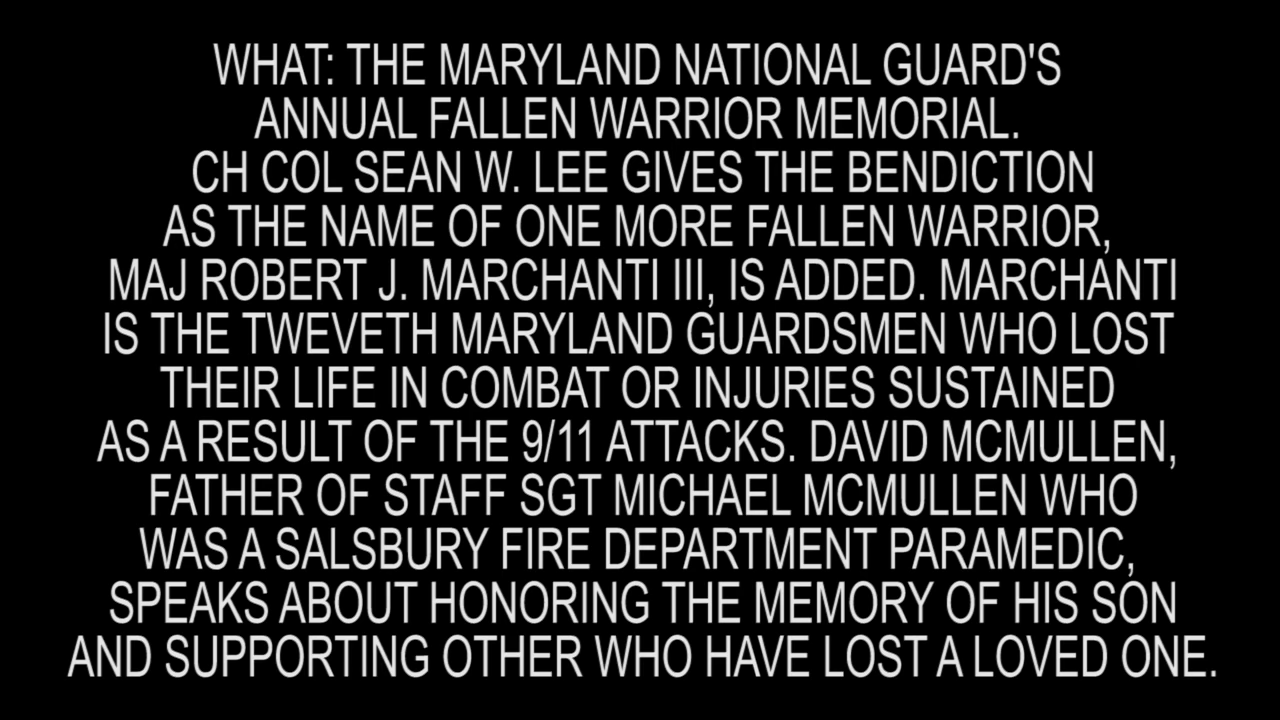 WHAT: THE MARYLAND NATIONAL GUARD'S
ANNUAL FALLEN WARRIOR MEMORIAL.
CH COL SEAN W. LEE GIVES THE BENDICTION
AS THE NAME OF ONE MORE FALLEN WARRIOR,
MAJ ROBERT J. MARCHANTI III, IS ADDED. MARCHANTI
IS THE TWEVETH MARYLAND GUARDSMEN WHO LOST
THEIR LIFE IN COMBAT OR INJURIES SUSTAINED
AS A RESULT OF THE 9/11 ATTACKS. DAVID MCMULLEN,
FATHER OF STAFF SGT MICHAEL MCMULLEN WHO
WAS A SALSBURY FIRE DEPARTMENT PARAMEDIC,
SPEAKS ABOUT HONORING THE MEMORY OF HIS SON
AND SUPPORTING OTHER WHO HAVE LOST A LOVED ONE.